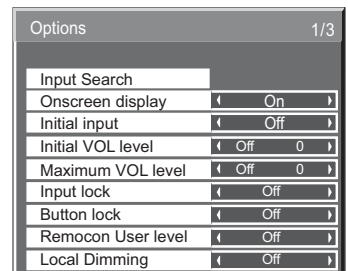 Options 1/3
Input Search
Onscreen display On
Initial input Off
Initial VOL level Off 0
Maximum VOL level Off 0
Input lock Off
Button lock Off
Remocon User level Off
Local Dimming Off